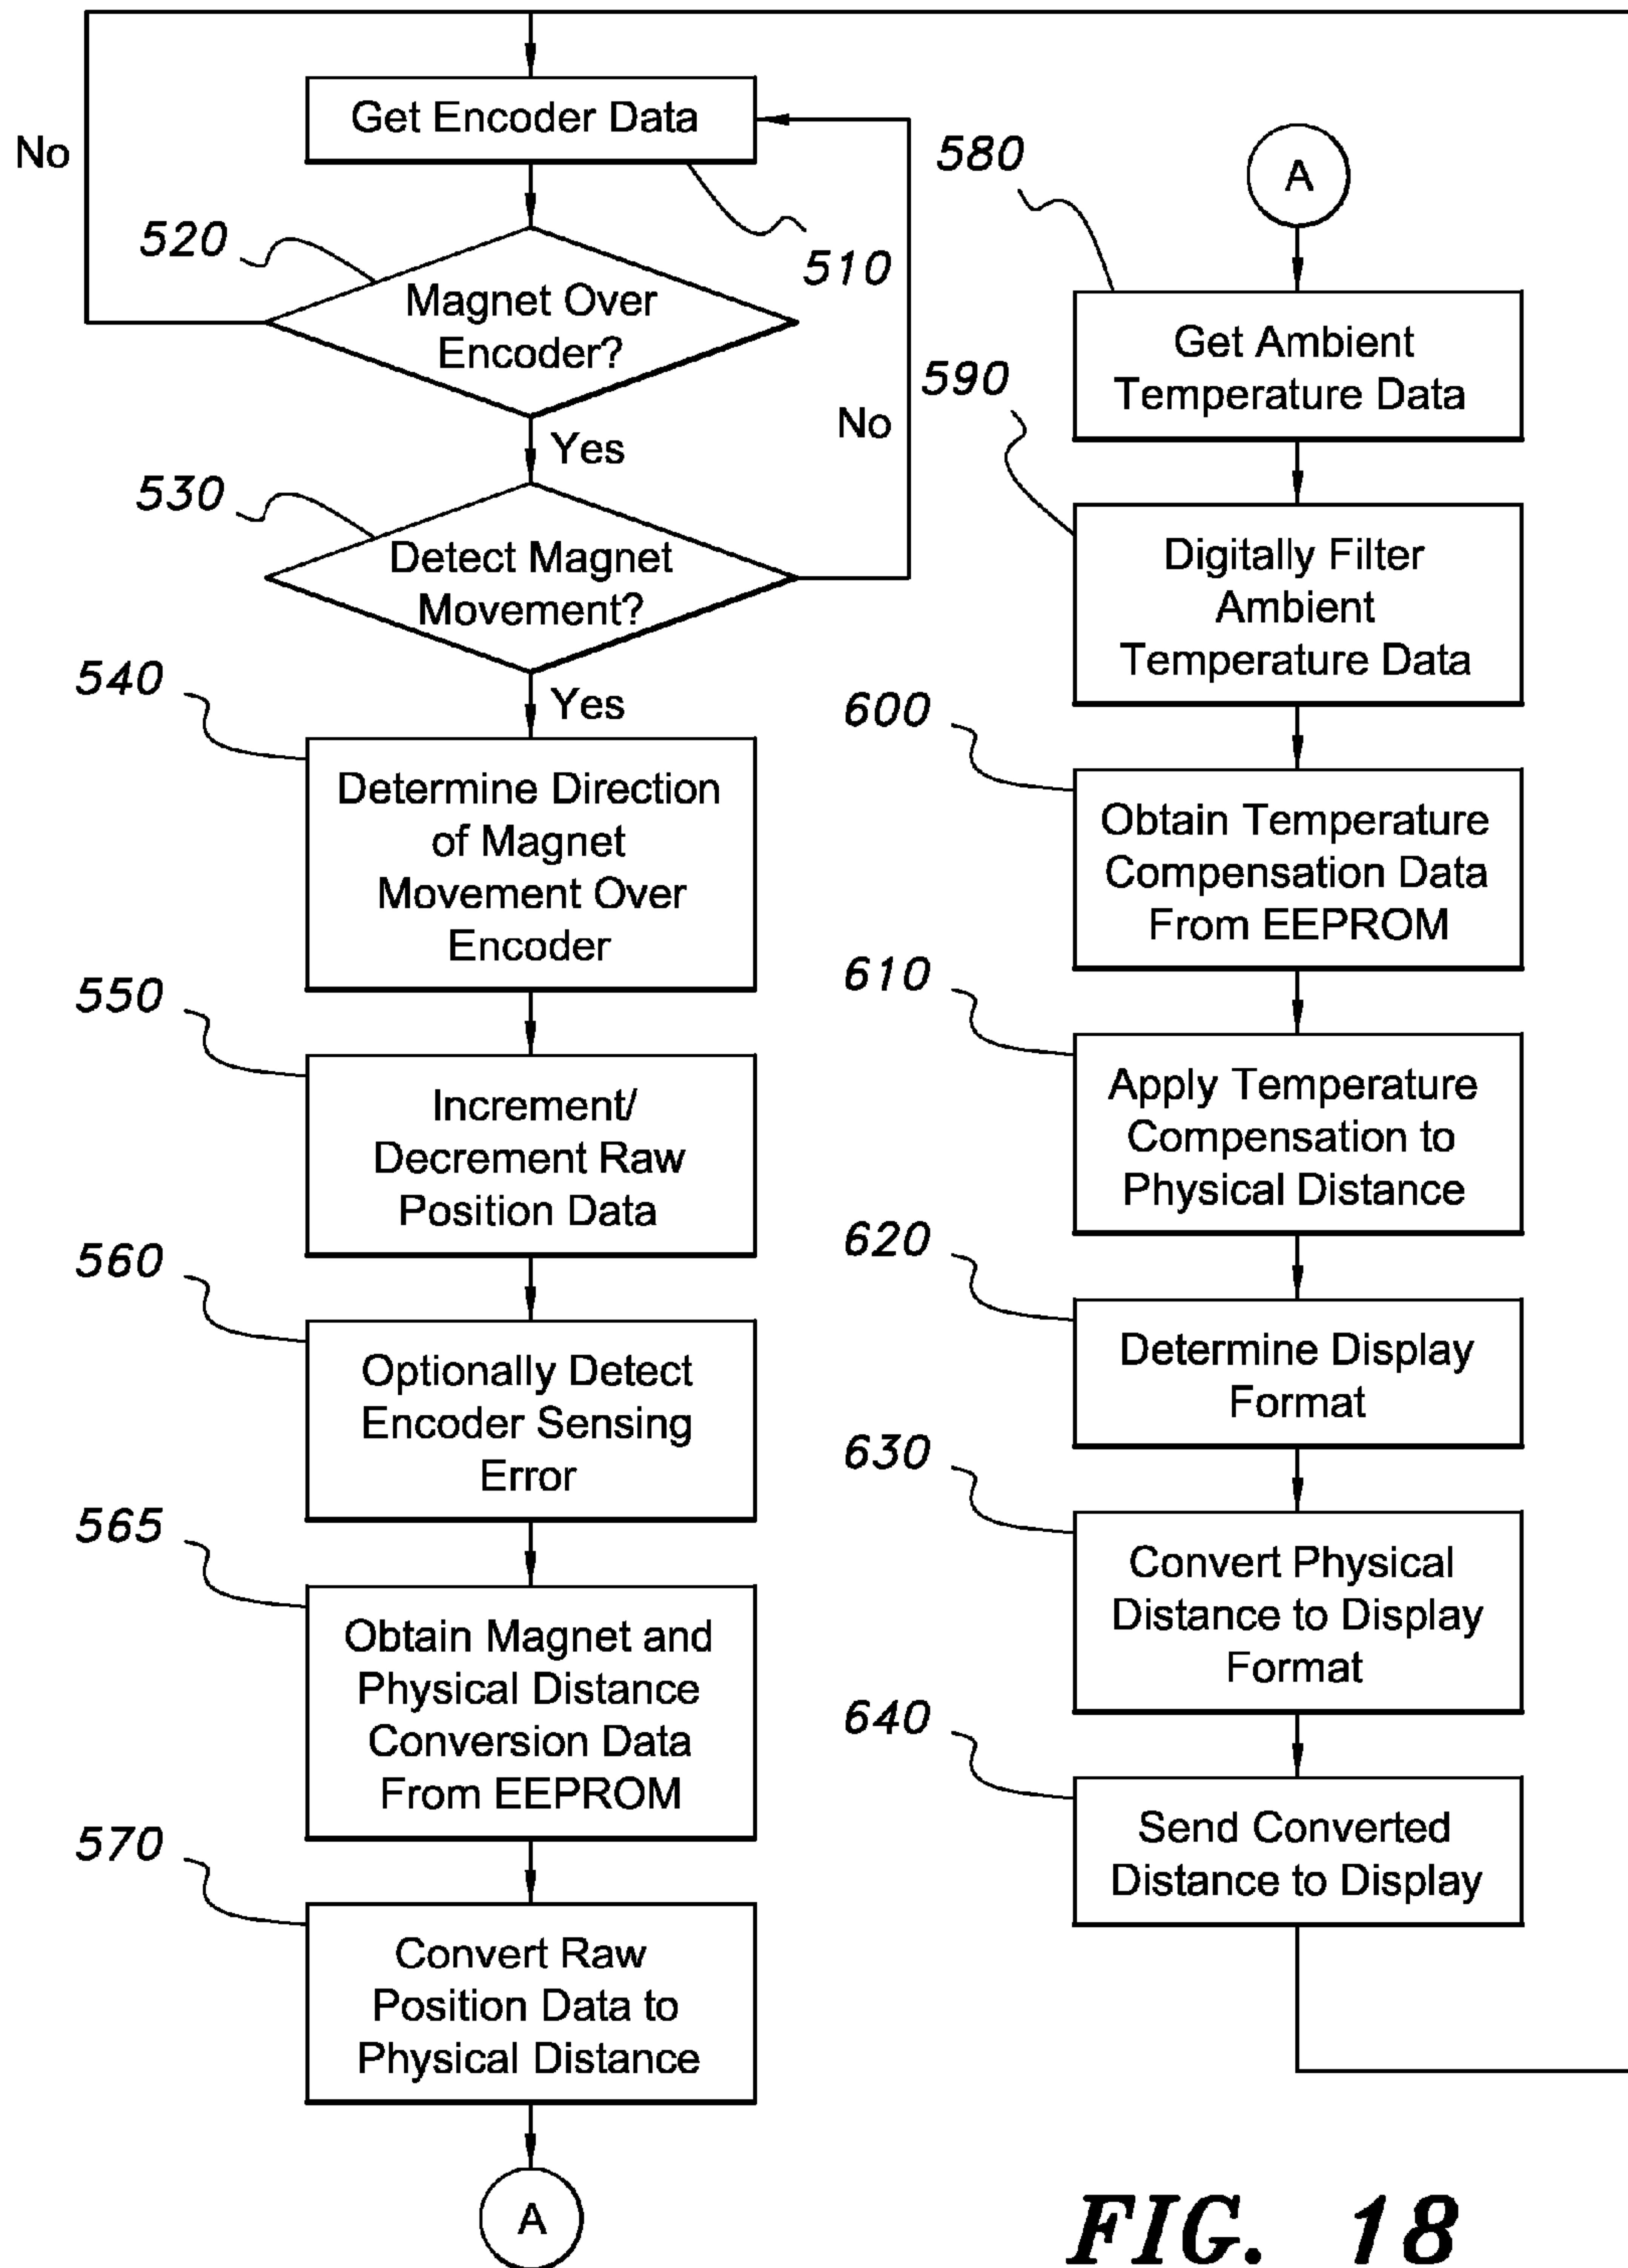 Get Encoder Data
No
510
520
Magnet Over
Encoder?
Yes
No
530
Detect Magnet
Movement?
Yes
540
Determine Direction
of Magnet
Movement Over
Encoder
550
Increment/
Decrement Raw
Position Data
560
Optionally Detect
Encoder Sensing
Error
565
Obtain Magnet and
Physical Distance
Conversion Data
From EEPROM
570
Convert Raw
Position Data to
Physical Distance
A
A
580
Get Ambient
Temperature Data
590
Digitally Filter
Ambient
Temperature Data
600
Obtain Temperature
Compensation Data
From EEPROM
610
Apply Temperature
Compensation to
Physical Distance
620
Determine Display
Format
630
Convert Physical
Distance to Display
Format
640
Send Converted
Distance to Display
FIG. 18